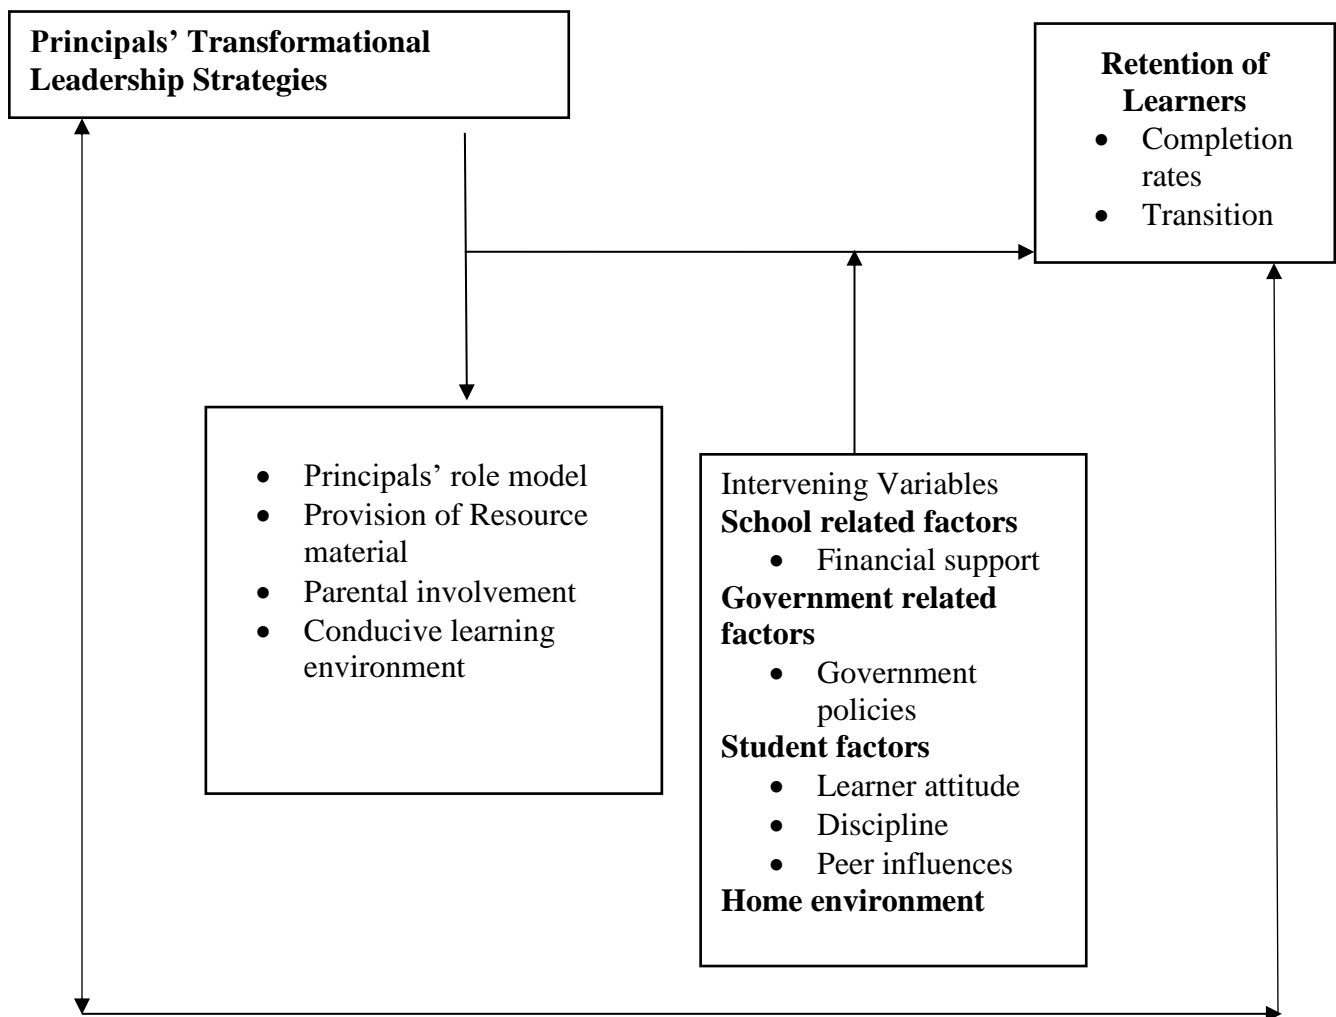 Principals’ Transformational
Leadership Strategies
Retention of
Learners
• Completion
rates
• Transition
• Principals’ role model
• Provision of Resource
material
• Parental involvement
• Conducive learning
environment
Intervening Variables
School related factors
• Financial support
Government related
factors
• Government
policies
Student factors
• Learner attitude
• Discipline
• Peer influences
Home environment